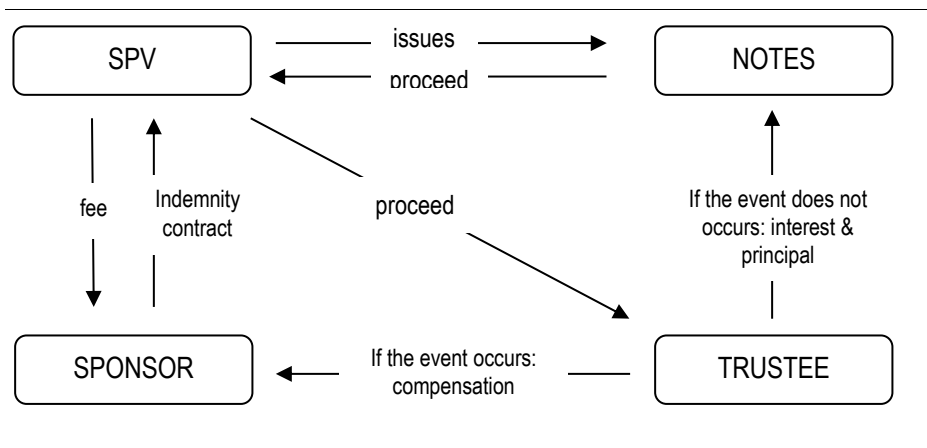 SPV
issues
NOTES
proceed
fee
Indemnity
contract
proceed
If the event does not
occurs: interest &
principal
SPONSOR
If the event occurs:
compensation
TRUSTEE